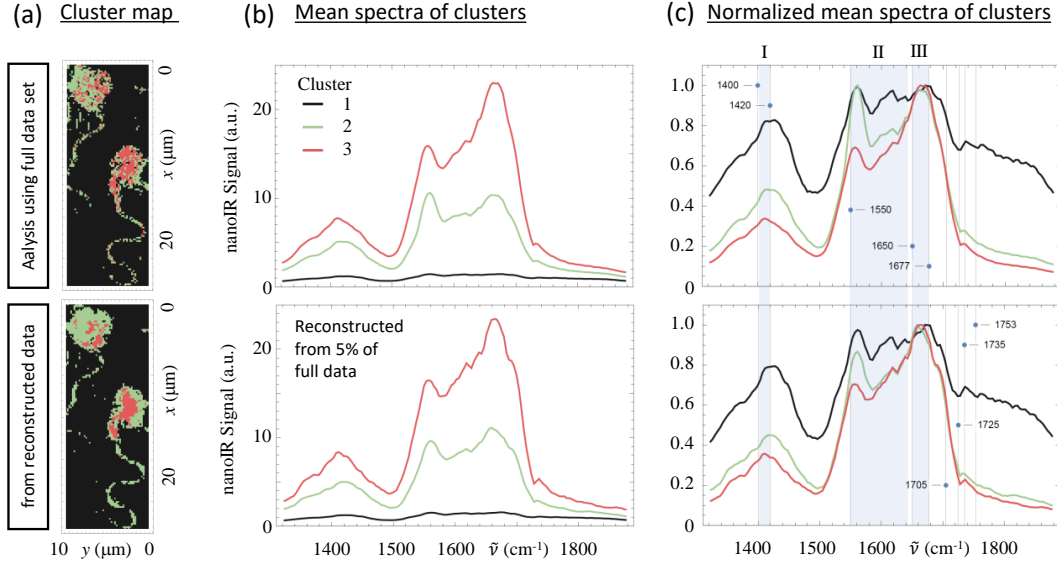 (a) Cluster map
(b) Mean spectra of clusters
(c) Normalized mean spectra of clusters
Aalysis using full data set
0
x (μm)
20
from reconstructed data
0
x (μm)
20
10 y (μm) 0
nanoIR Signal (a.u.)
20
10
0
Cluster
1
2
3
nanoIR Signal (a.u.)
20
10
0
Reconstructed
from 5% of
full data
1400 1600 ṽ (cm⁻¹) 1800
I II III
1.0
0.8
0.6
0.4
0.2
0
1400
1420
1550
1650
1677
1.0
0.8
0.6
0.4
0.2
0
1753
1735
1725
1705
1400 1500 1600 ṽ (cm⁻¹) 1800